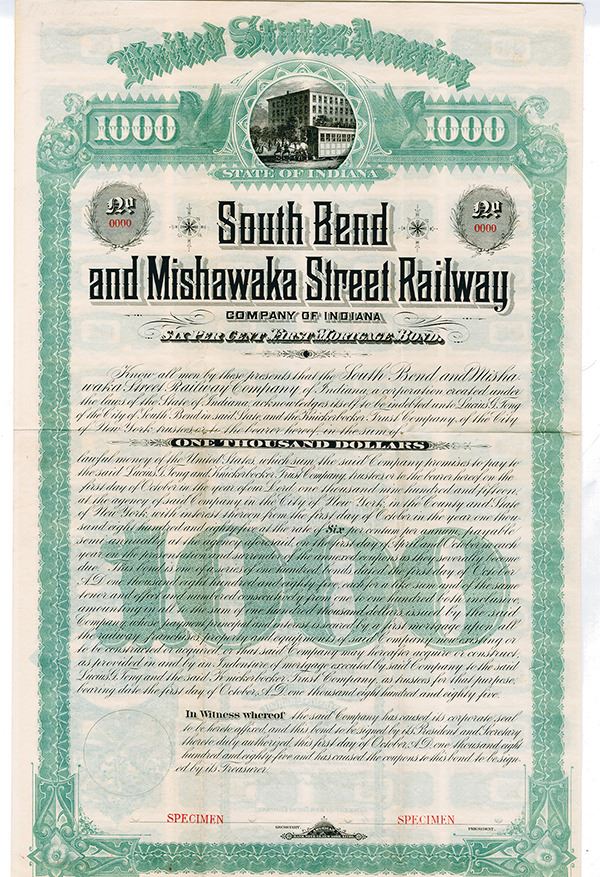 United States America
1000 1000
STATE OF INDIANA
No No
0000 0000
South Bend
and Mishawaka Street Railway
COMPANY OF INDIANA
SIX PER CENT FIRST MORTGAGE BOND.
Know all men by these presents that the South Bend and Misha-
waka Street Railway Company of Indiana, a corporation created under
the laws of the State of Indiana, acknowledges itself to be indebted unto Lucius G. Tong
of the City of South Bend in said State, and the Knickerbocker Trust Company, of the City
of New York trustees or to the bearer hereof in the sum of
ONE THOUSAND DOLLARS
lawful money of the United States, which sum, the said Company promises to pay to
the said Lucius G. Tong and Knickerbocker Trust Company, trustees, or to the bearer hereof on the
first day of October in the year of our Lord, one thousand nine hundred and fifteen,
at the agency of said Company, in the City of New York, in the County and State
of New York, with interest thereon from the first day of October in the year one thou-
sand eight hundred and eighty five at the rate of Six per centum per annum, payable
semi annually at said agency on the first day of April and October in each
year on the presentation and surrender of the coupons as they severally become
due. This bond is one of a series of one hundred bonds dated the first day of October
A.D. one thousand eight hundred and eighty five, each for a like sum and of the same
tenor and effect and numbered consecutively from one to one hundred both inclusive
amounting in all to the sum of one hundred thousand dollars issued by the said
Company whose payment, principal and interest is secured by a first mortgage upon all
railway, franchises, property and equipment of said company now existing or
to be constructed or acquired, or that said Company may hereafter acquire or construct
as provided in and by an Indenture of mortgage executed by said Company to the said
Lucius G. Tong and the said Knickerbocker Trust Company, as trustees for that purpose,
bearing date the first day of October, A.D. one thousand eight hundred and eighty five.
1000
In Witness whereof the said Company has caused its corporate seal
to be hereto affixed, and this bond to be signed by its President and Secretary
thereto duly authorized, this first day of October, A.D. one thousand eight
hundred and eighty-five and has caused the coupons to this bond to be sign-
ed by its Treasurer.
SPECIMEN SPECIMEN
SECRETARY. PRESIDENT.